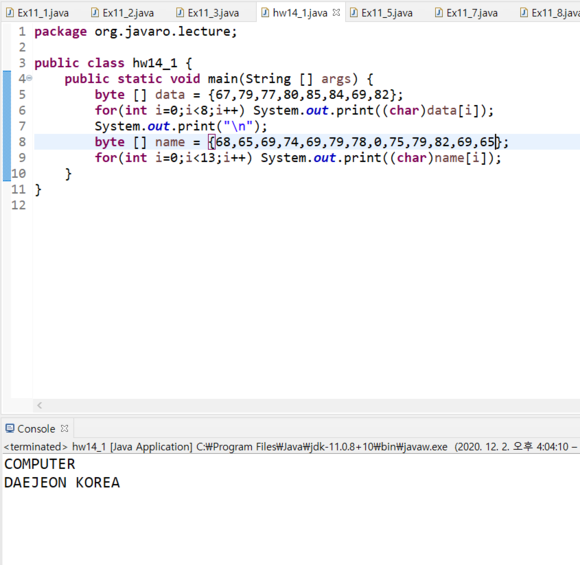 Ex11_1.java Ex11_2.java Ex11_3.java hw14_1.java Ex11_5.java Ex11_7.java Ex11_8.java
1 package org.javaro.lecture;
2
3 public class hw14_1 {
4 public static void main(String [] args) {
5 byte [] data = {67,79,77,80,85,84,69,82};
6 for(int i=0;i<8;i++) System.out.print((char)data[i]);
7 System.out.print("\n");
8 byte [] name = {68,65,69,74,69,79,78,0,75,79,82,69,65};
9 for(int i=0;i<13;i++) System.out.print((char)name[i]);
10 }
11 }
12
Console
<terminated> hw14_1 [Java Application] C:₩Program Files₩Java₩jdk-11.0.8+10₩bin₩javaw.exe (2020. 12. 2. 오후 4:04:10 –
COMPUTER
DAEJEON KOREA